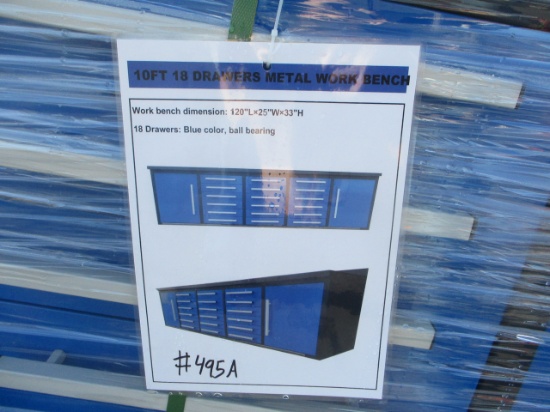 10FT 18 DRAWERS METAL WORK BENCH
Work bench dimension: 120"L×25"W×33"H
18 Drawers: Blue color, ball bearing
#495A